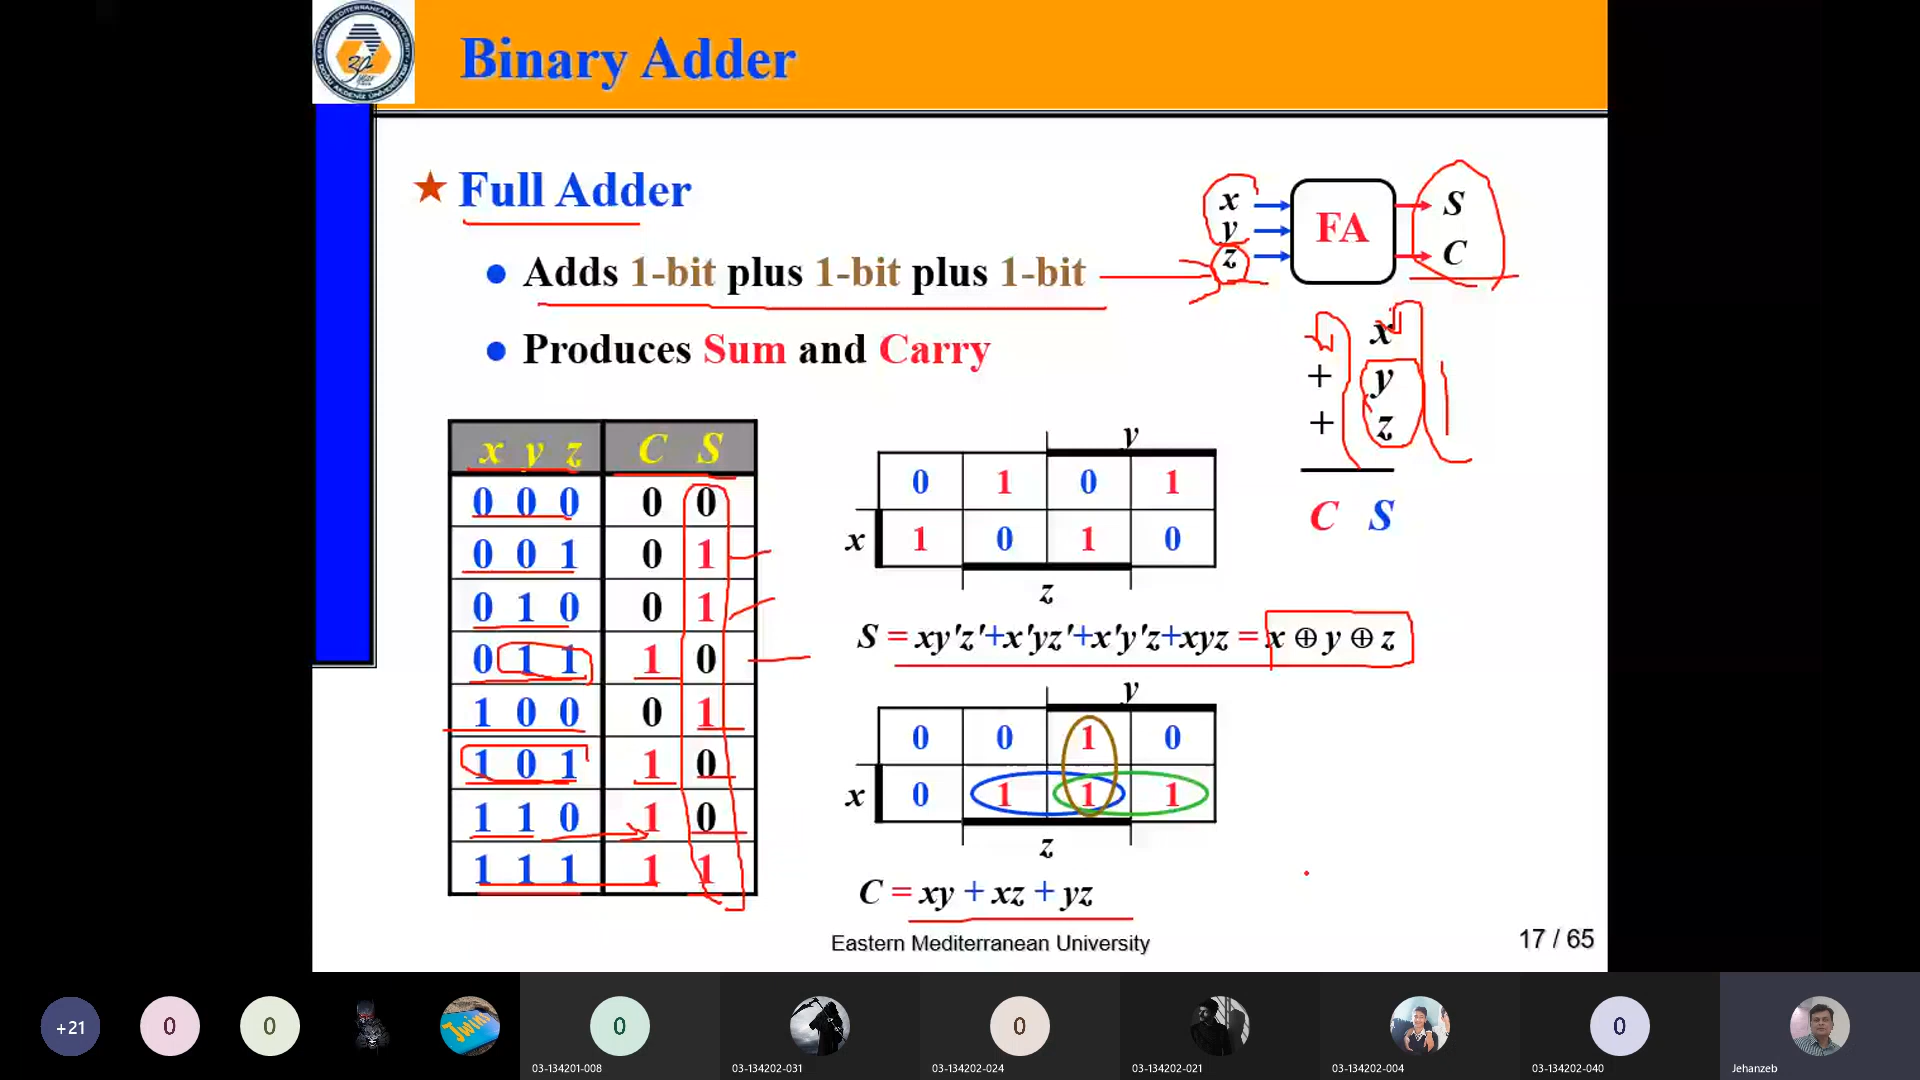 Binary Adder
Full Adder
Adds 1-bit plus 1-bit plus 1-bit
Produces Sum and Carry
x
y
z
FA
S
C
x
+ y
+ z
C S
x y z C S
0 0 0 0 0
0 0 1 0 1
0 1 0 0 1
0 1 1 1 0
1 0 0 0 1
1 0 1 1 0
1 1 0 1 0
1 1 1 1 1
y
0 1 0 1
x 1 0 1 0
z
S = xy'z'+x'yz'+x'y'z+xyz = x ⊕ y ⊕ z
y
0 0 1 0
x 0 1 1 1
z
C = xy + xz + yz
Eastern Mediterranean University
17 / 65
+21
0
0
Twins
0
0
0
03-134201-008
03-134202-031
03-134202-024
03-134202-021
03-134202-004
03-134202-040
Jehanzeb